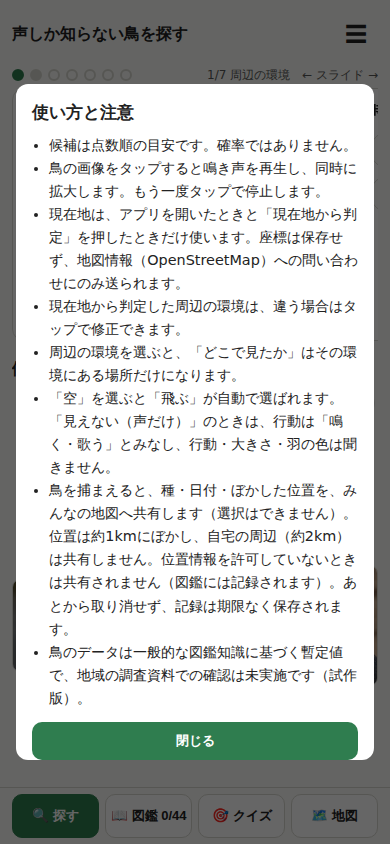 声しか知らない鳥を探す
1/7 周辺の環境 ← スライド →
使い方と注意
• 候補は点数順の目安です。確率ではありません。
• 鳥の画像をタップすると鳴き声を再生し、同時に
拡大します。もう一度タップで停止します。
• 現在地は、アプリを開いたときと「現在地から判
定」を押したときだけ使います。座標は保存せ
ず、地図情報（OpenStreetMap）への問い合わ
せにのみ送られます。
• 現在地から判定した周辺の環境は、違う場合はタ
ップで修正できます。
• 周辺の環境を選ぶと、「どこで見たか」はその環
境にある場所だけになります。
• 「空」を選ぶと「飛ぶ」が自動で選ばれます。
「見えない（声だけ）」のときは、行動は「鳴
く・歌う」とみなし、行動・大きさ・羽の色は聞
きません。
• 鳥を捕まえると、種・日付・ぼかした位置を、み
んなの地図へ共有します（選択はできません）。
位置は約1kmにぼかし、自宅の周辺（約2km）
は共有しません。位置情報を許可していないとき
は共有されません（図鑑には記録されます）。あ
とから取り消せず、記録は期限なく保存されま
す。
• 鳥のデータは一般的な図鑑知識に基づく暫定値
で、地域の調査資料での確認は未実施です（試作
版）。
閉じる
🔍 探す 📖 図鑑 0/44 🎯 クイズ 🗺️ 地図